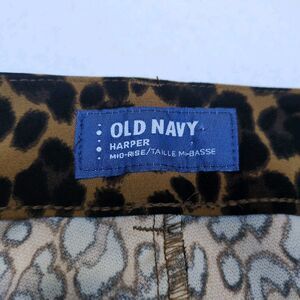 OLD NAVY
HARPER
MID-RISE/TAILLE MI-BASSE